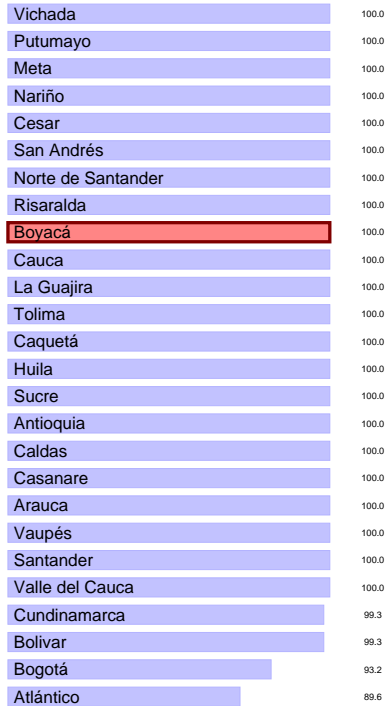 Vichada 100.0
Putumayo 100.0
Meta 100.0
Nariño 100.0
Cesar 100.0
San Andrés 100.0
Norte de Santander 100.0
Risaralda 100.0
Boyacá 100.0
Cauca 100.0
La Guajira 100.0
Tolima 100.0
Caquetá 100.0
Huila 100.0
Sucre 100.0
Antioquia 100.0
Caldas 100.0
Casanare 100.0
Arauca 100.0
Vaupés 100.0
Santander 100.0
Valle del Cauca 100.0
Cundinamarca 99.3
Bolivar 99.3
Bogotá 93.2
Atlántico 89.6